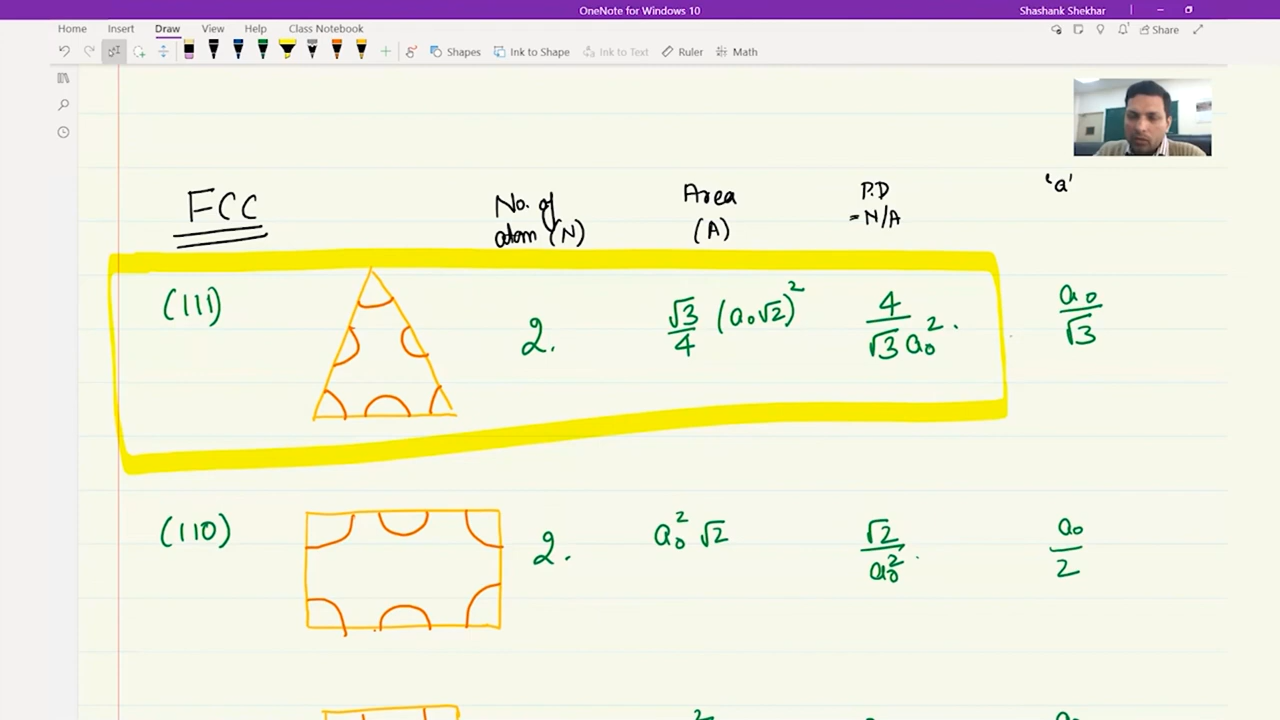 OneNote for Windows 10
Shashank Shekhar
Home Insert Draw View Help Class Notebook
Share
Shapes Ink to Shape Ink to Text Ruler Math
FCC
No. of
atom (N)
Area
(A)
P.D
= N/A
'a'
(111)
2.
√3/4 (a₀√2)²
4/√3a₀².
a₀/√3
(110)
2.
a₀²√2
√2/a₀².
a₀/2